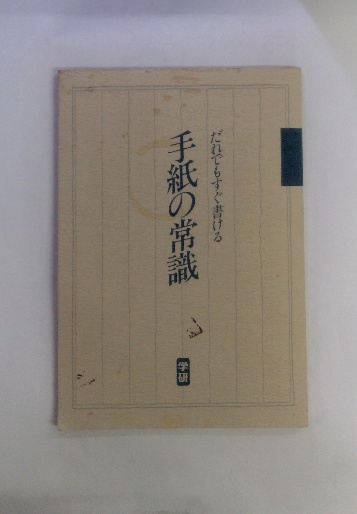 だれでもすぐ書ける
手紙の常識
学研